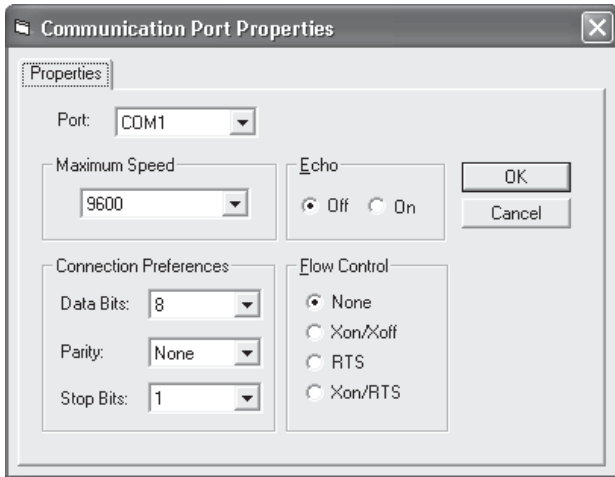 Communication Port Properties
Properties
Port: COM1
Maximum Speed
9600
Echo
Off On
OK
Cancel
Connection Preferences
Data Bits: 8
Parity: None
Stop Bits: 1
Flow Control
None
Xon/Xoff
RTS
Xon/RTS